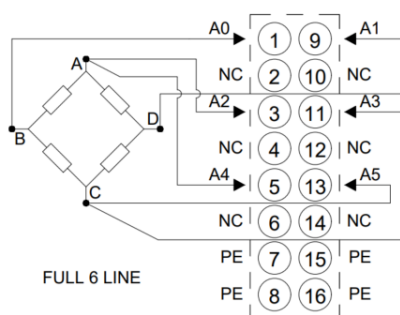 A0 1 9 A1
NC 2 10 NC
A
A2 3 11 A3
D
B
NC 4 12 NC
C
A4 5 13 A5
NC 6 14 NC
PE 7 15 PE
FULL 6 LINE
PE 8 16 PE